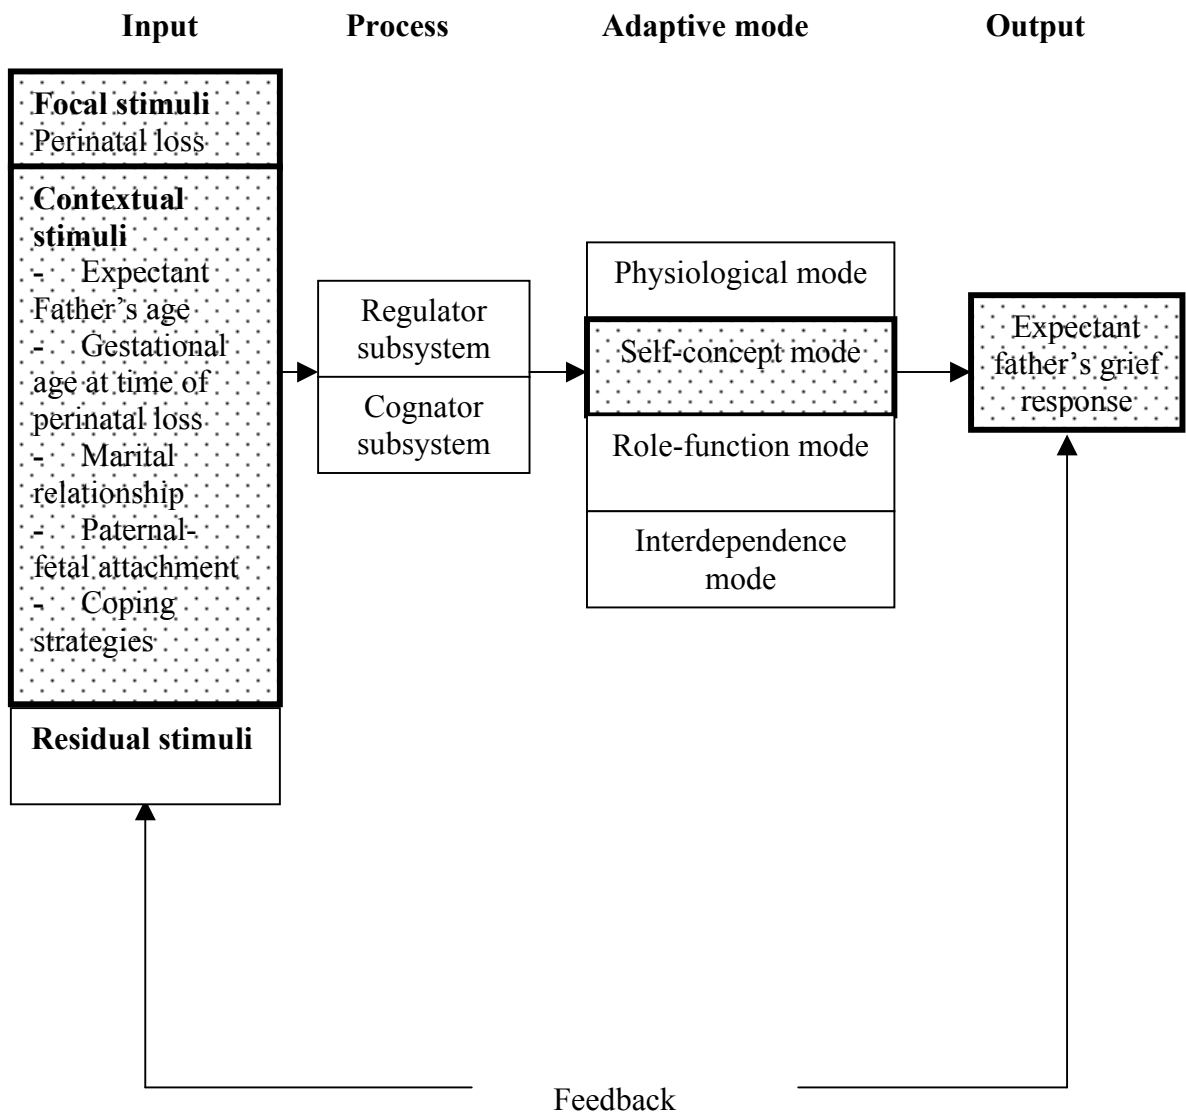 Input Process Adaptive mode Output
Focal stimuli
Perinatal loss
Contextual
stimuli
- Expectant
Father’s age
- Gestational
age at time of
perinatal loss
- Marital
relationship
- Paternal-
fetal attachment
- Coping
strategies
Residual stimuli
Regulator
subsystem
Cognator
subsystem
Physiological mode
Self-concept mode
Role-function mode
Interdependence
mode
Expectant
father’s grief
response
Feedback